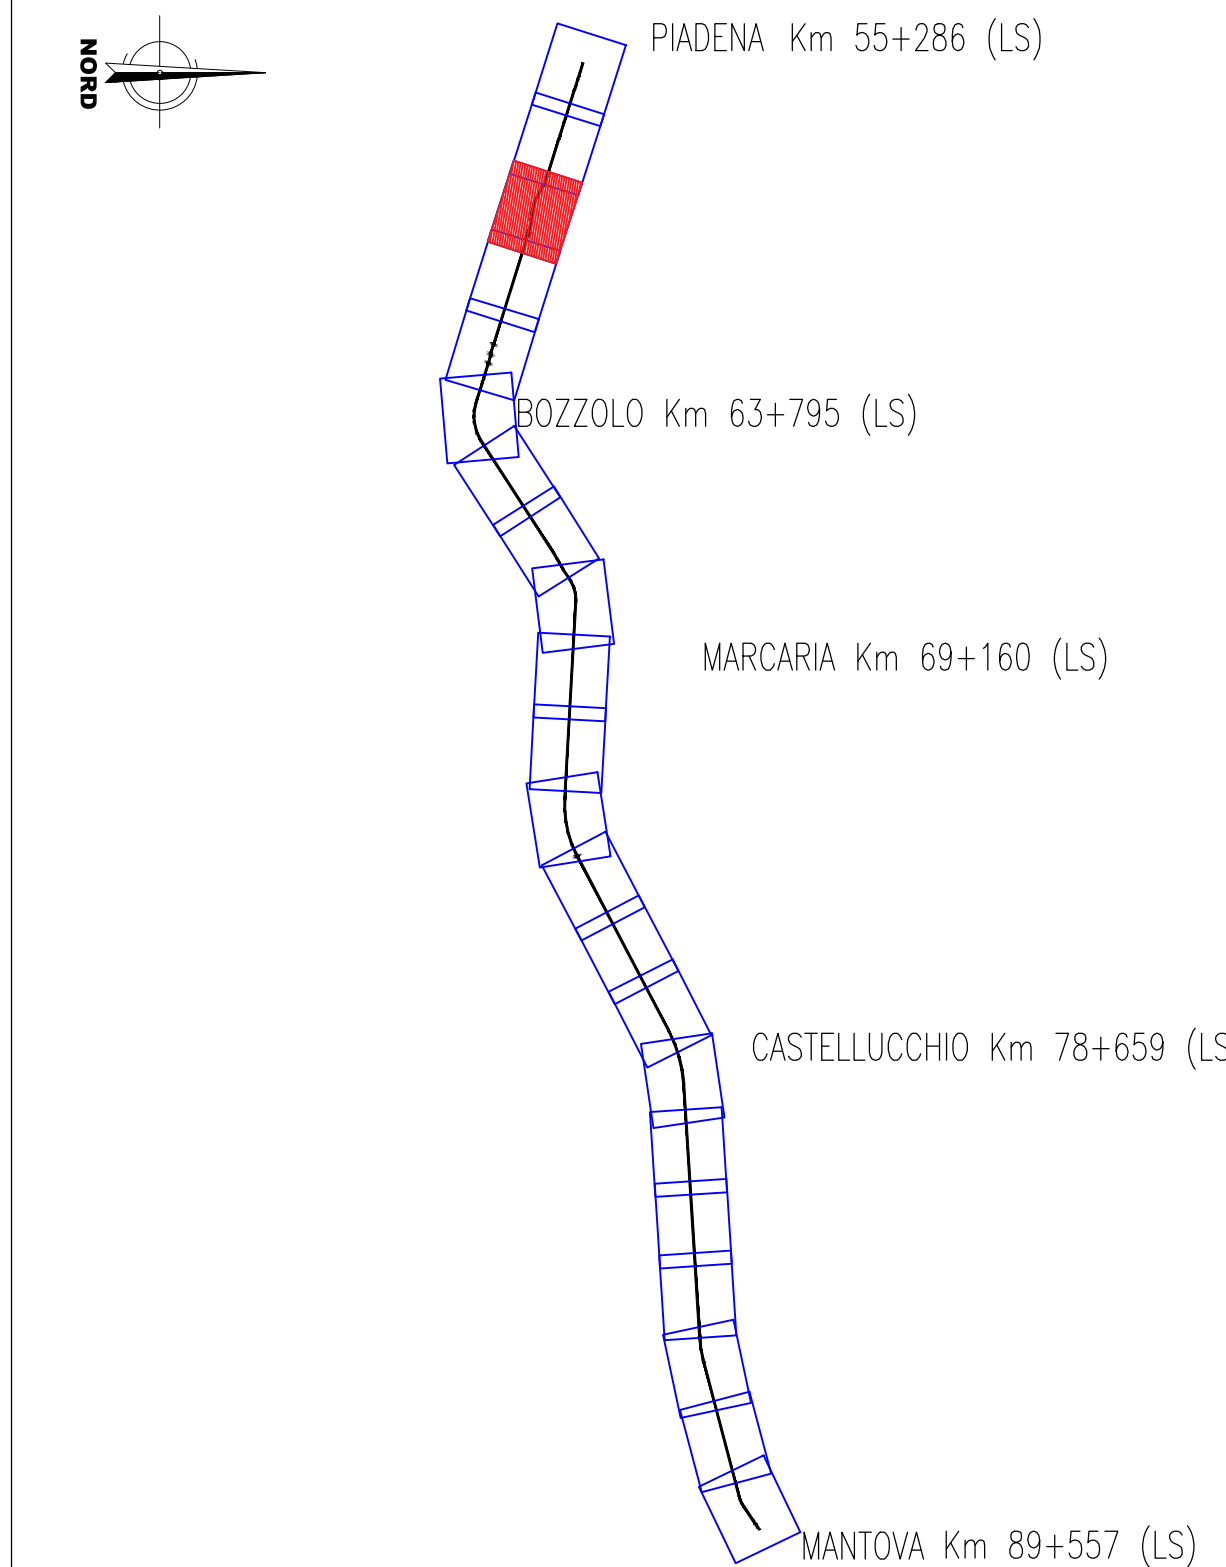 NORD
PIADENA Km 55+286 (LS)
BOZZOLO Km 63+795 (LS)
MARCARIA Km 69+160 (LS)
CASTELLUCCHIO Km 78+659 (LS
MANTOVA Km 89+557 (LS)